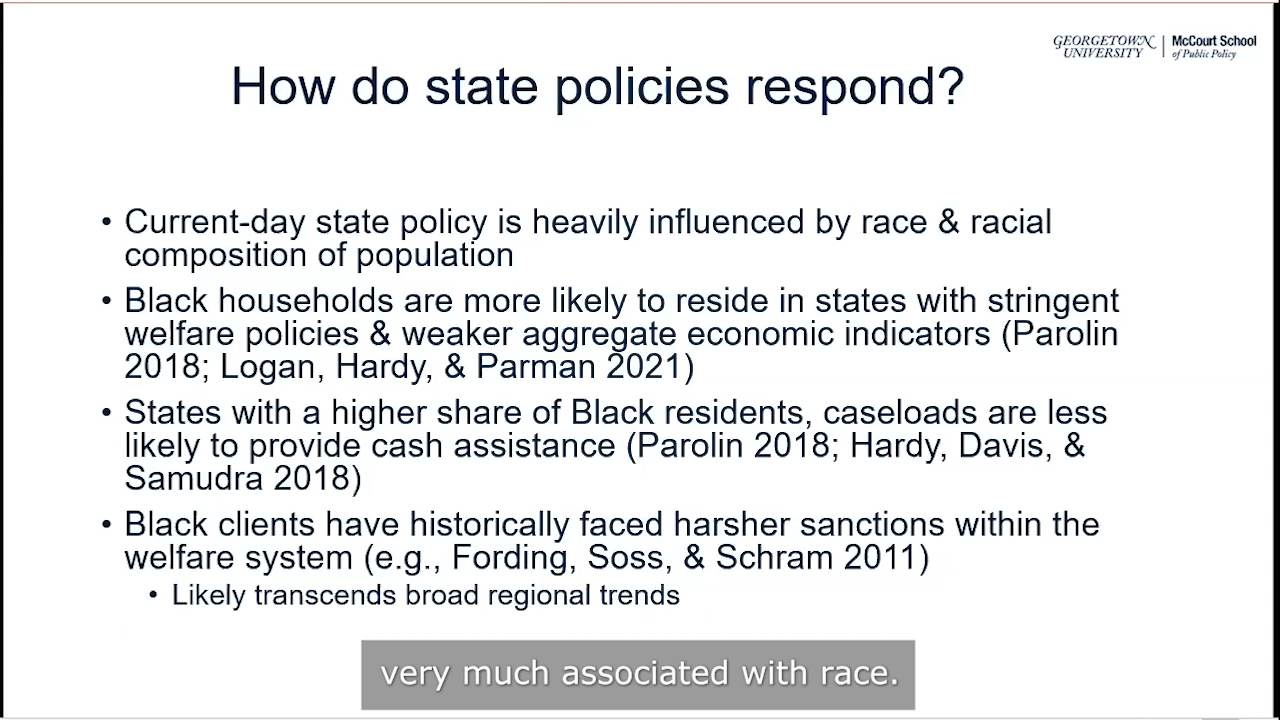 GEORGETOWN UNIVERSITY
McCourt School of Public Policy
How do state policies respond?
• Current-day state policy is heavily influenced by race & racial
composition of population
• Black households are more likely to reside in states with stringent
welfare policies & weaker aggregate economic indicators (Parolin
2018; Logan, Hardy, & Parman 2021)
• States with a higher share of Black residents, caseloads are less
likely to provide cash assistance (Parolin 2018; Hardy, Davis, &
Samudra 2018)
• Black clients have historically faced harsher sanctions within the
welfare system (e.g., Fording, Soss, & Schram 2011)
• Likely transcends broad regional trends
very much associated with race.